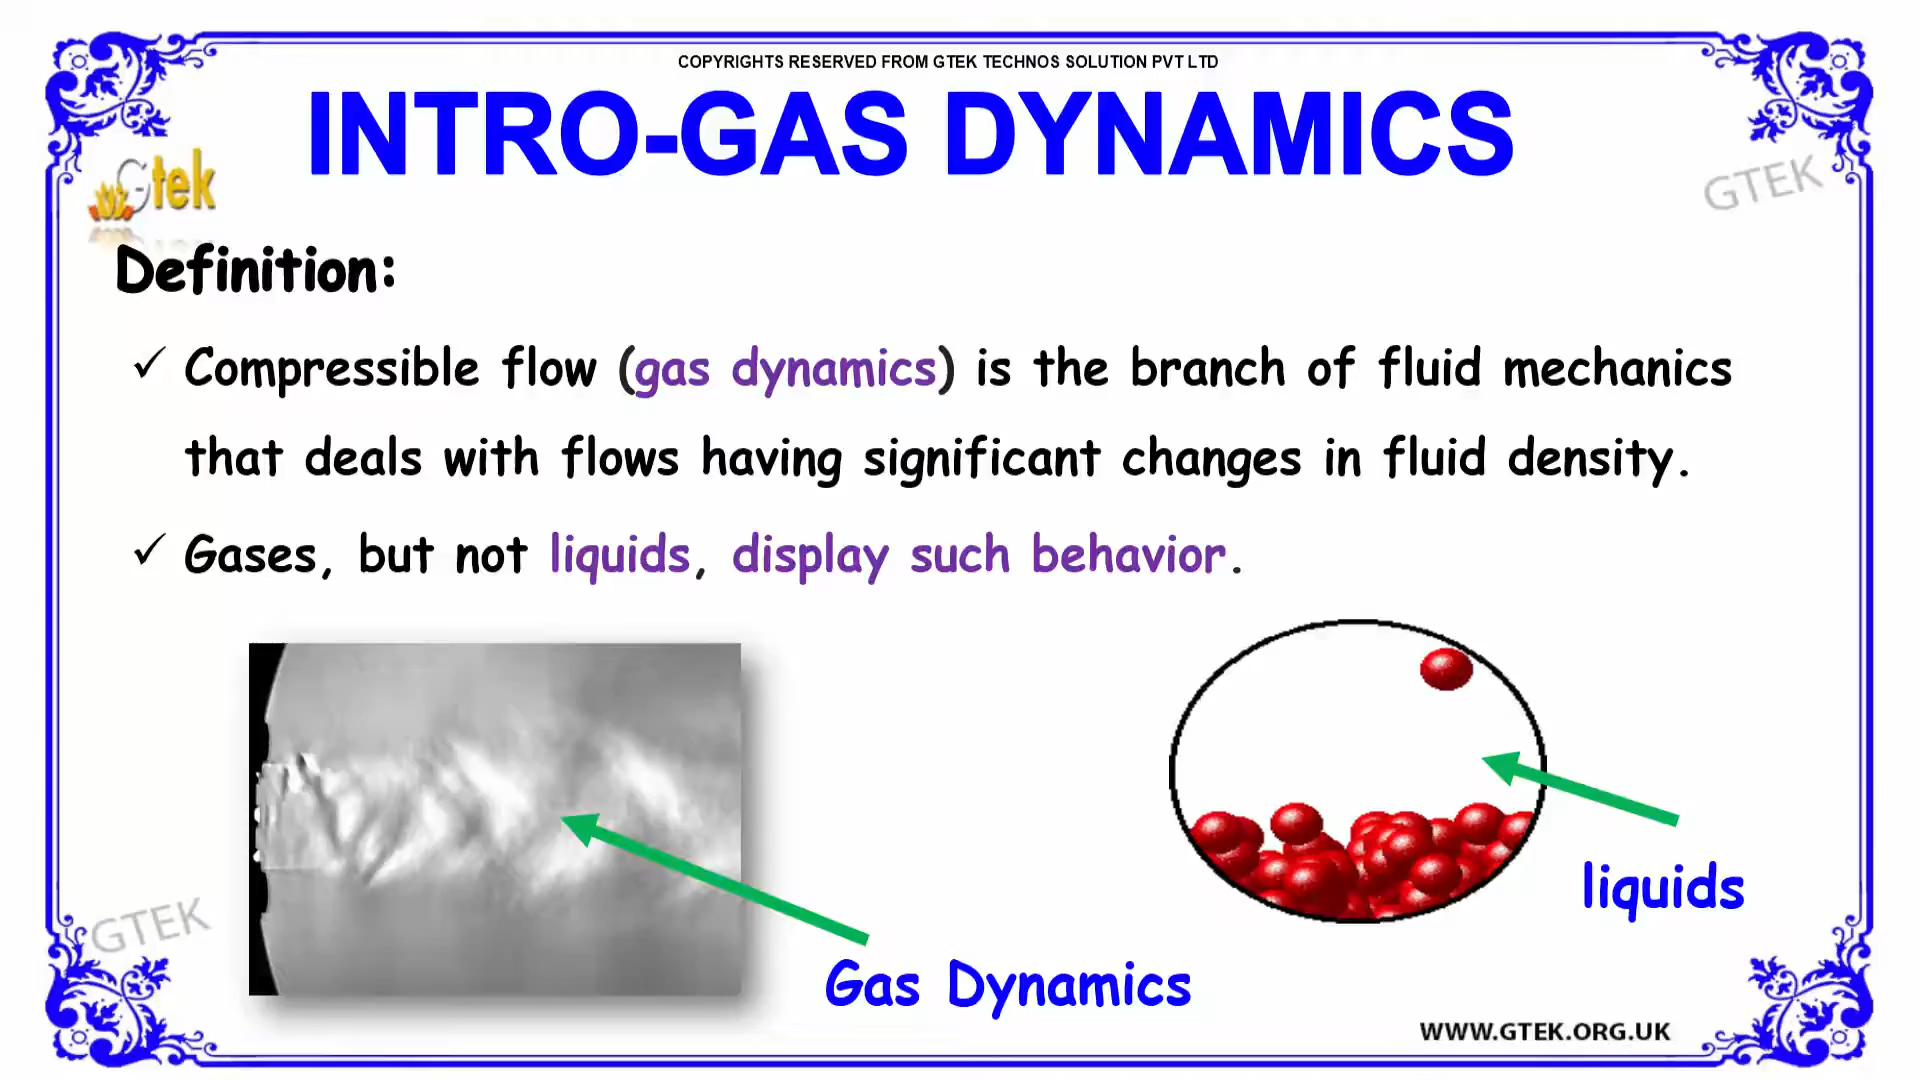 COPYRIGHTS RESERVED FROM GTEK TECHNOS SOLUTION PVT LTD
INTRO-GAS DYNAMICS
Gtek
GTEK
Definition:
✓ Compressible flow (gas dynamics) is the branch of fluid mechanics
that deals with flows having significant changes in fluid density.
✓ Gases, but not liquids, display such behavior.
liquids
GTEK
Gas Dynamics
WWW.GTEK.ORG.UK